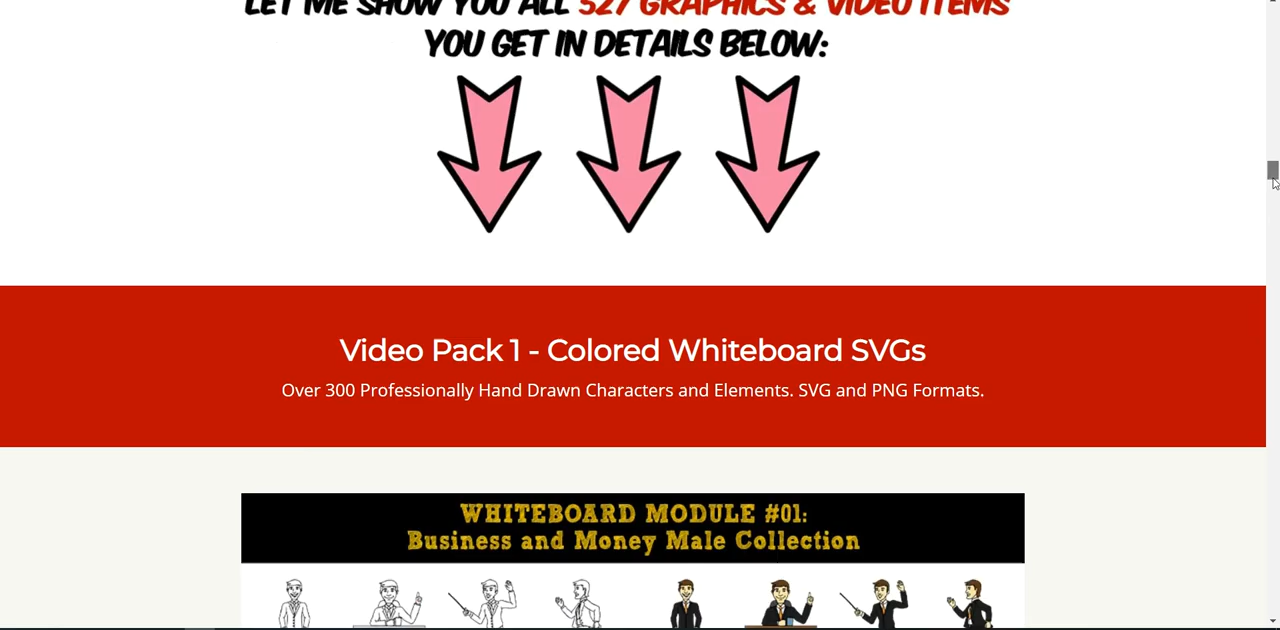 LET ME SHOW YOU ALL 527 GRAPHICS & VIDEO ITEMS
YOU GET IN DETAILS BELOW:
Video Pack 1 - Colored Whiteboard SVGs
Over 300 Professionally Hand Drawn Characters and Elements. SVG and PNG Formats.
WHITEBOARD MODULE #01:
Business and Money Male Collection